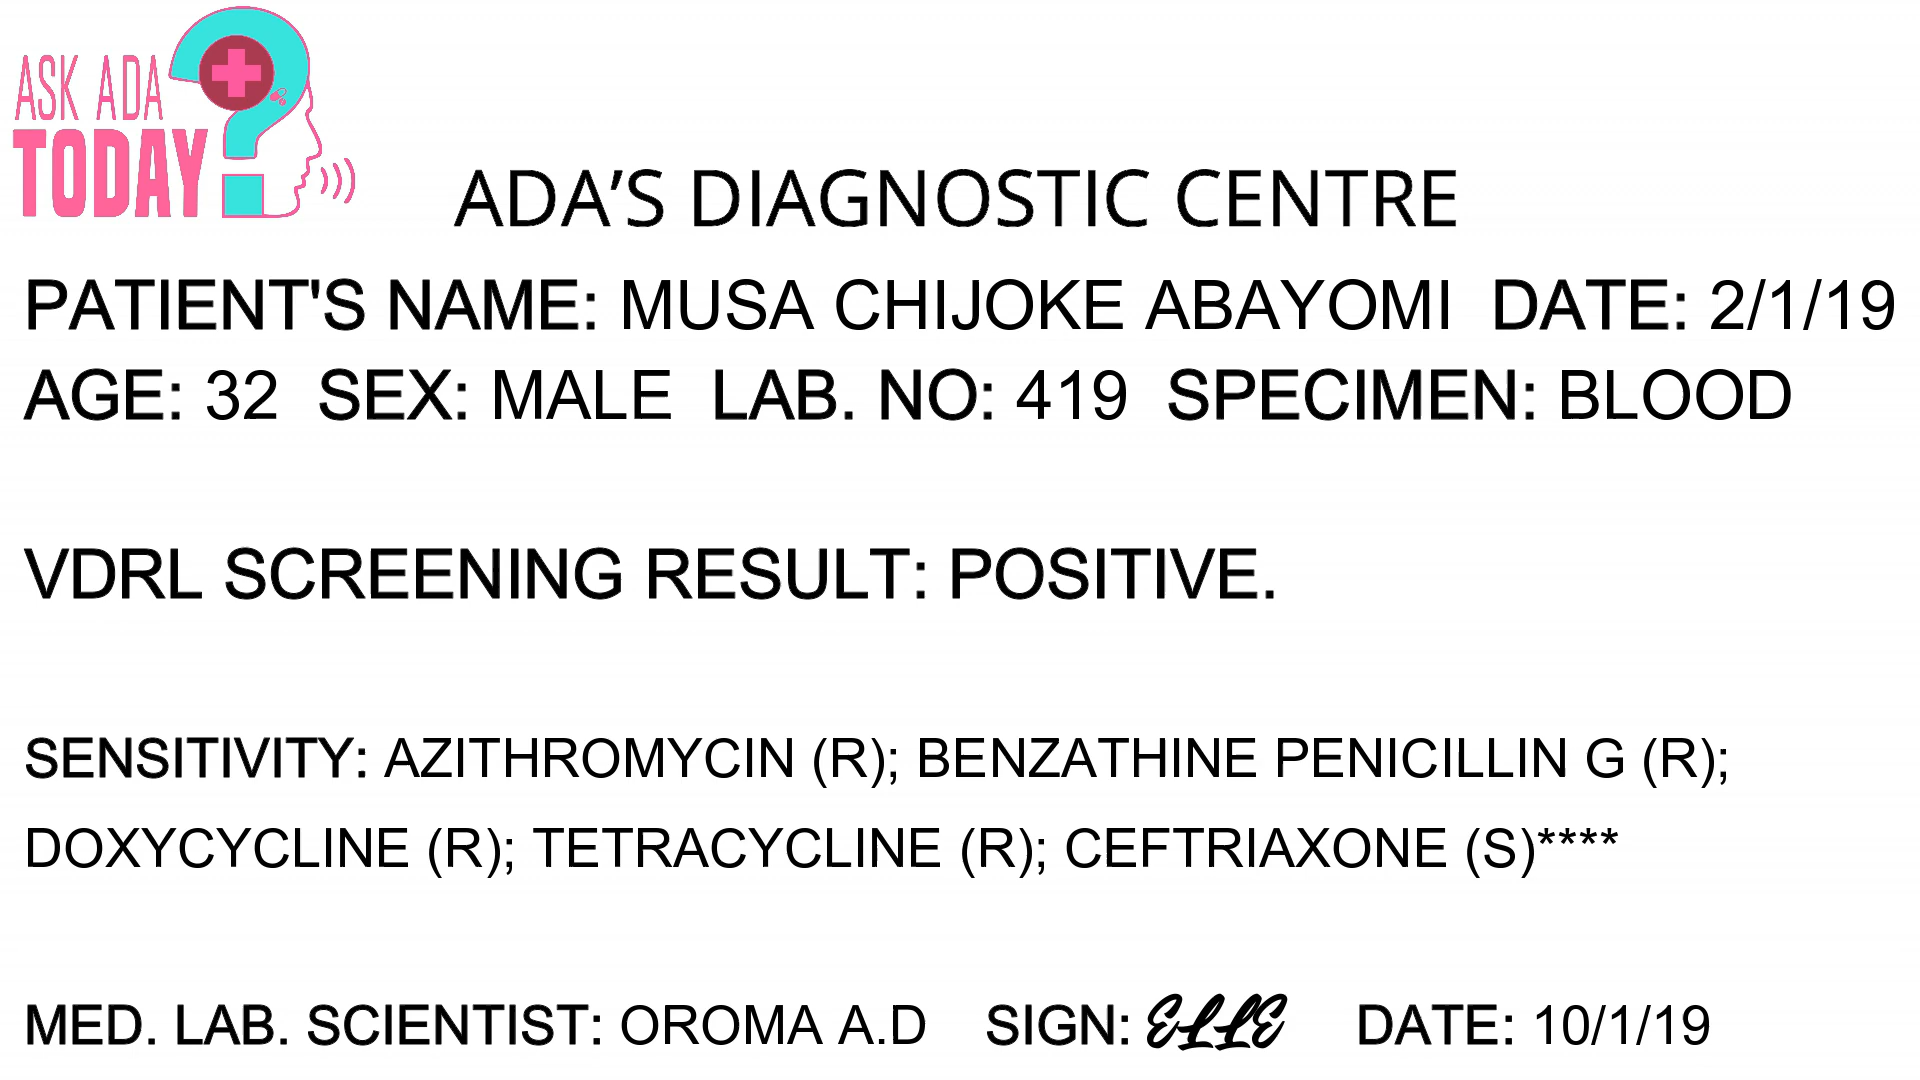 ASK ADA
TODAY
ADA’S DIAGNOSTIC CENTRE
PATIENT'S NAME: MUSA CHIJOKE ABAYOMI DATE: 2/1/19
AGE: 32 SEX: MALE LAB. NO: 419 SPECIMEN: BLOOD
VDRL SCREENING RESULT: POSITIVE.
SENSITIVITY: AZITHROMYCIN (R); BENZATHINE PENICILLIN G (R);
DOXYCYCLINE (R); TETRACYCLINE (R); CEFTRIAXONE (S)****
MED. LAB. SCIENTIST: OROMA A.D SIGN: ELLE DATE: 10/1/19